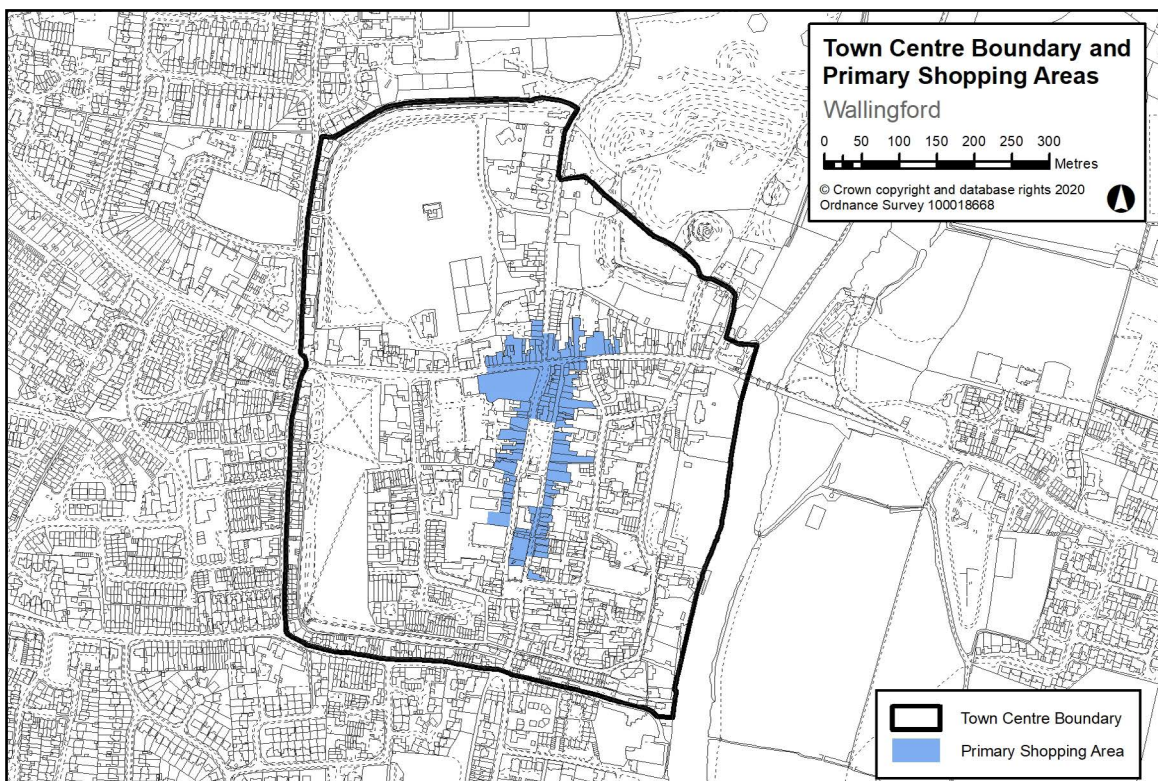 Town Centre Boundary and
Primary Shopping Areas
Wallingford
0 50 100 150 200 250 300
Metres
© Crown copyright and database rights 2020
Ordnance Survey 100018668
Town Centre Boundary
Primary Shopping Area